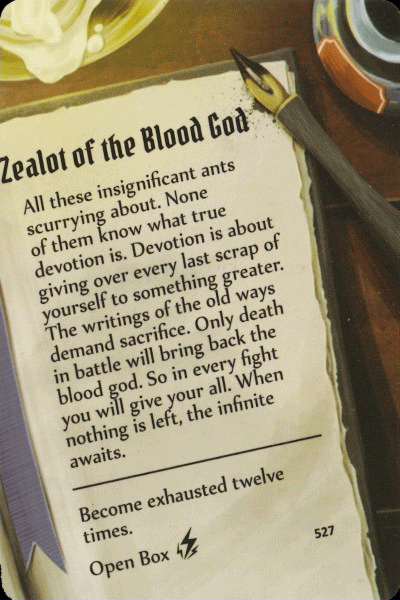 Zealot of the Blood God
All these insignificant ants
scurrying about. None
of them know what true
devotion is. Devotion is about
giving over every last scrap of
yourself to something greater.
The writings of the old ways
demand sacrifice. Only death
in battle will bring back the
blood god. So in every fight
you will give your all. When
nothing is left, the infinite
awaits.
Become exhausted twelve
times.
527
Open Box